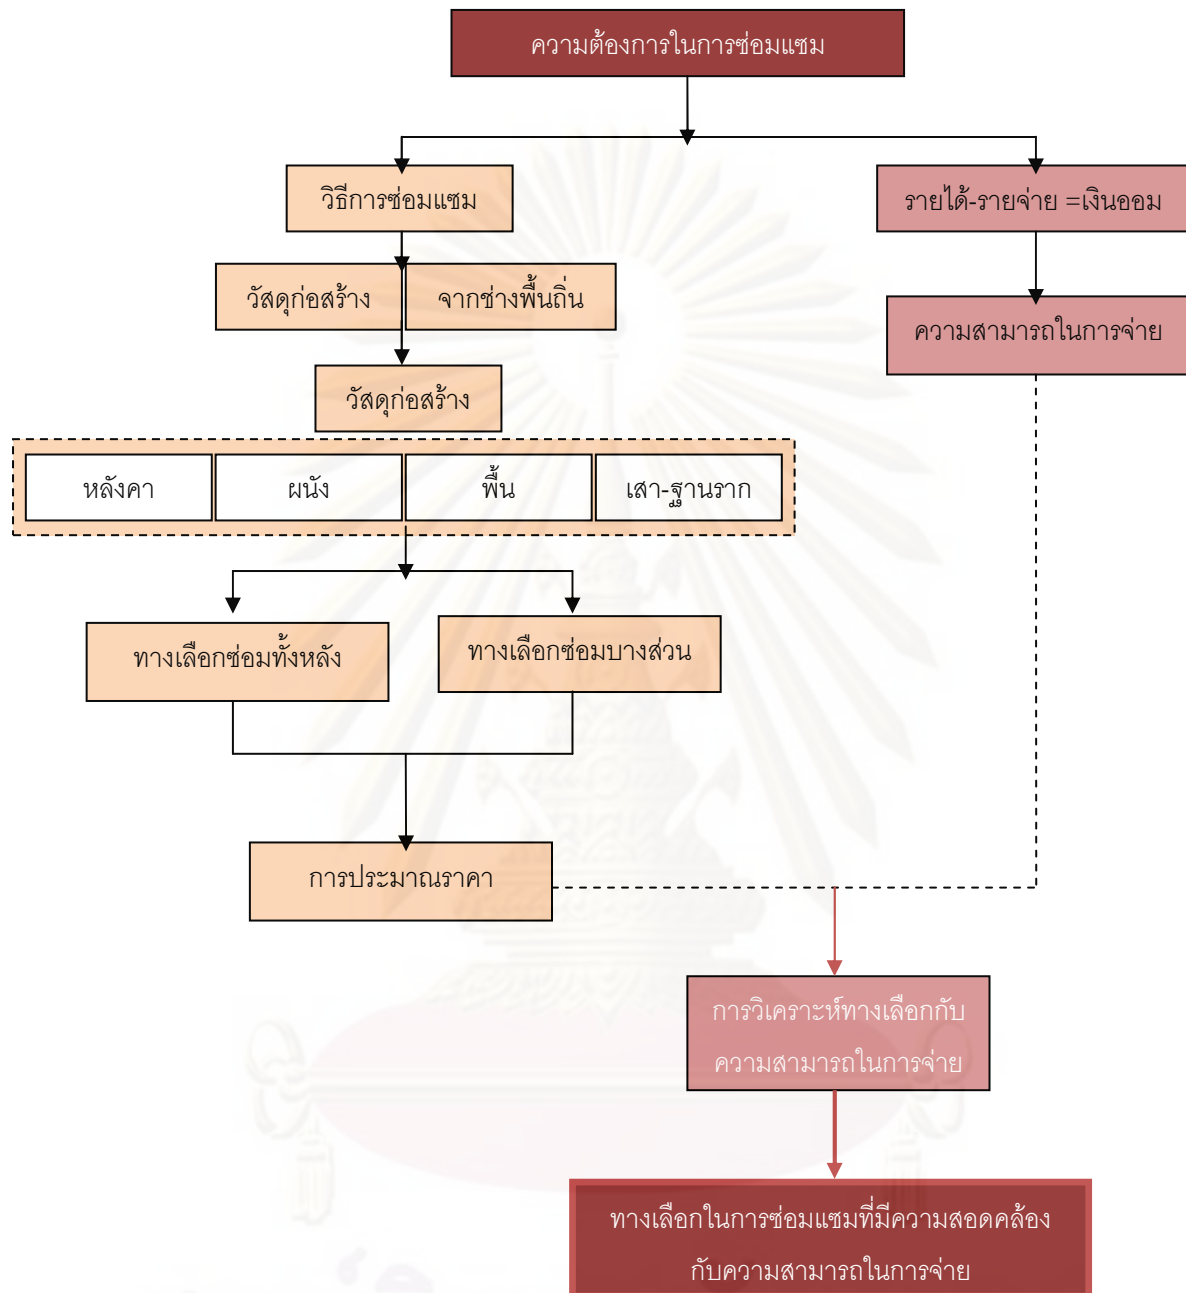 ความต้องการในการซ่อมแซม
วิธีการซ่อมแซม
รายได้-รายจ่าย =เงินออม
วัสดุก่อสร้าง
จากช่างพื้นถิ่น
ความสามารถในการจ่าย
วัสดุก่อสร้าง
หลังคา
ผนัง
พื้น
เสา-ฐานราก
ทางเลือกซ่อมทั้งหลัง
ทางเลือกซ่อมบางส่วน
การประมาณราคา
การวิเคราะห์ทางเลือกกับ
ความสามารถในการจ่าย
ทางเลือกในการซ่อมแซมที่มีความสอดคล้อง
กับความสามารถในการจ่าย